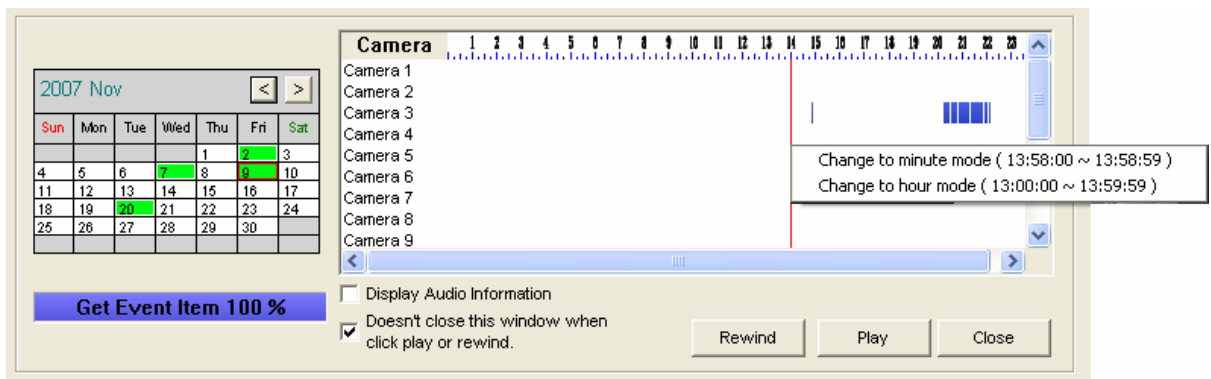 2007 Nov < >
Sun Mon Tue Wed Thu Fri Sat
1 2 3
4 5 6 7 8 9 10
11 12 13 14 15 16 17
18 19 20 21 22 23 24
25 26 27 28 29 30
Get Event Item 100 %
Camera 1 2 3 4 5 6 7 8 9 10 11 12 13 14 15 16 17 18 19 20 21 22 23
Camera 1
Camera 2
Camera 3
Camera 4
Camera 5
Camera 6
Camera 7
Camera 8
Camera 9
Change to minute mode ( 13:58:00 ~ 13:58:59 )
Change to hour mode ( 13:00:00 ~ 13:59:59 )
Display Audio Information
Doesn't close this window when
click play or rewind.
Rewind Play Close